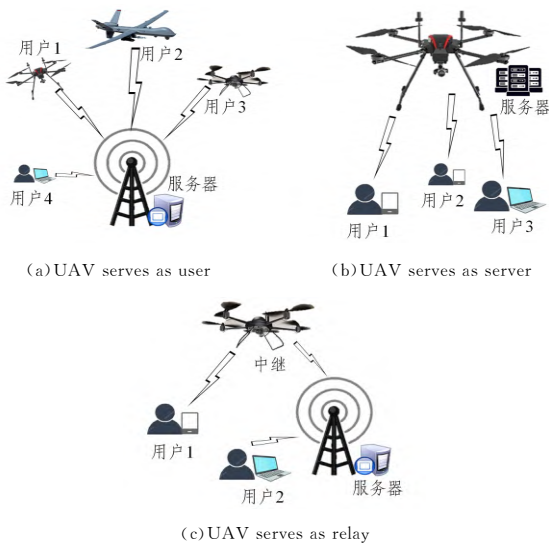 用户1
用户2
用户3
服务器
用户4
(a)UAV serves as user
服务器
用户1
用户2
用户3
(b)UAV serves as server
中继
用户1
用户2
服务器
(c)UAV serves as relay